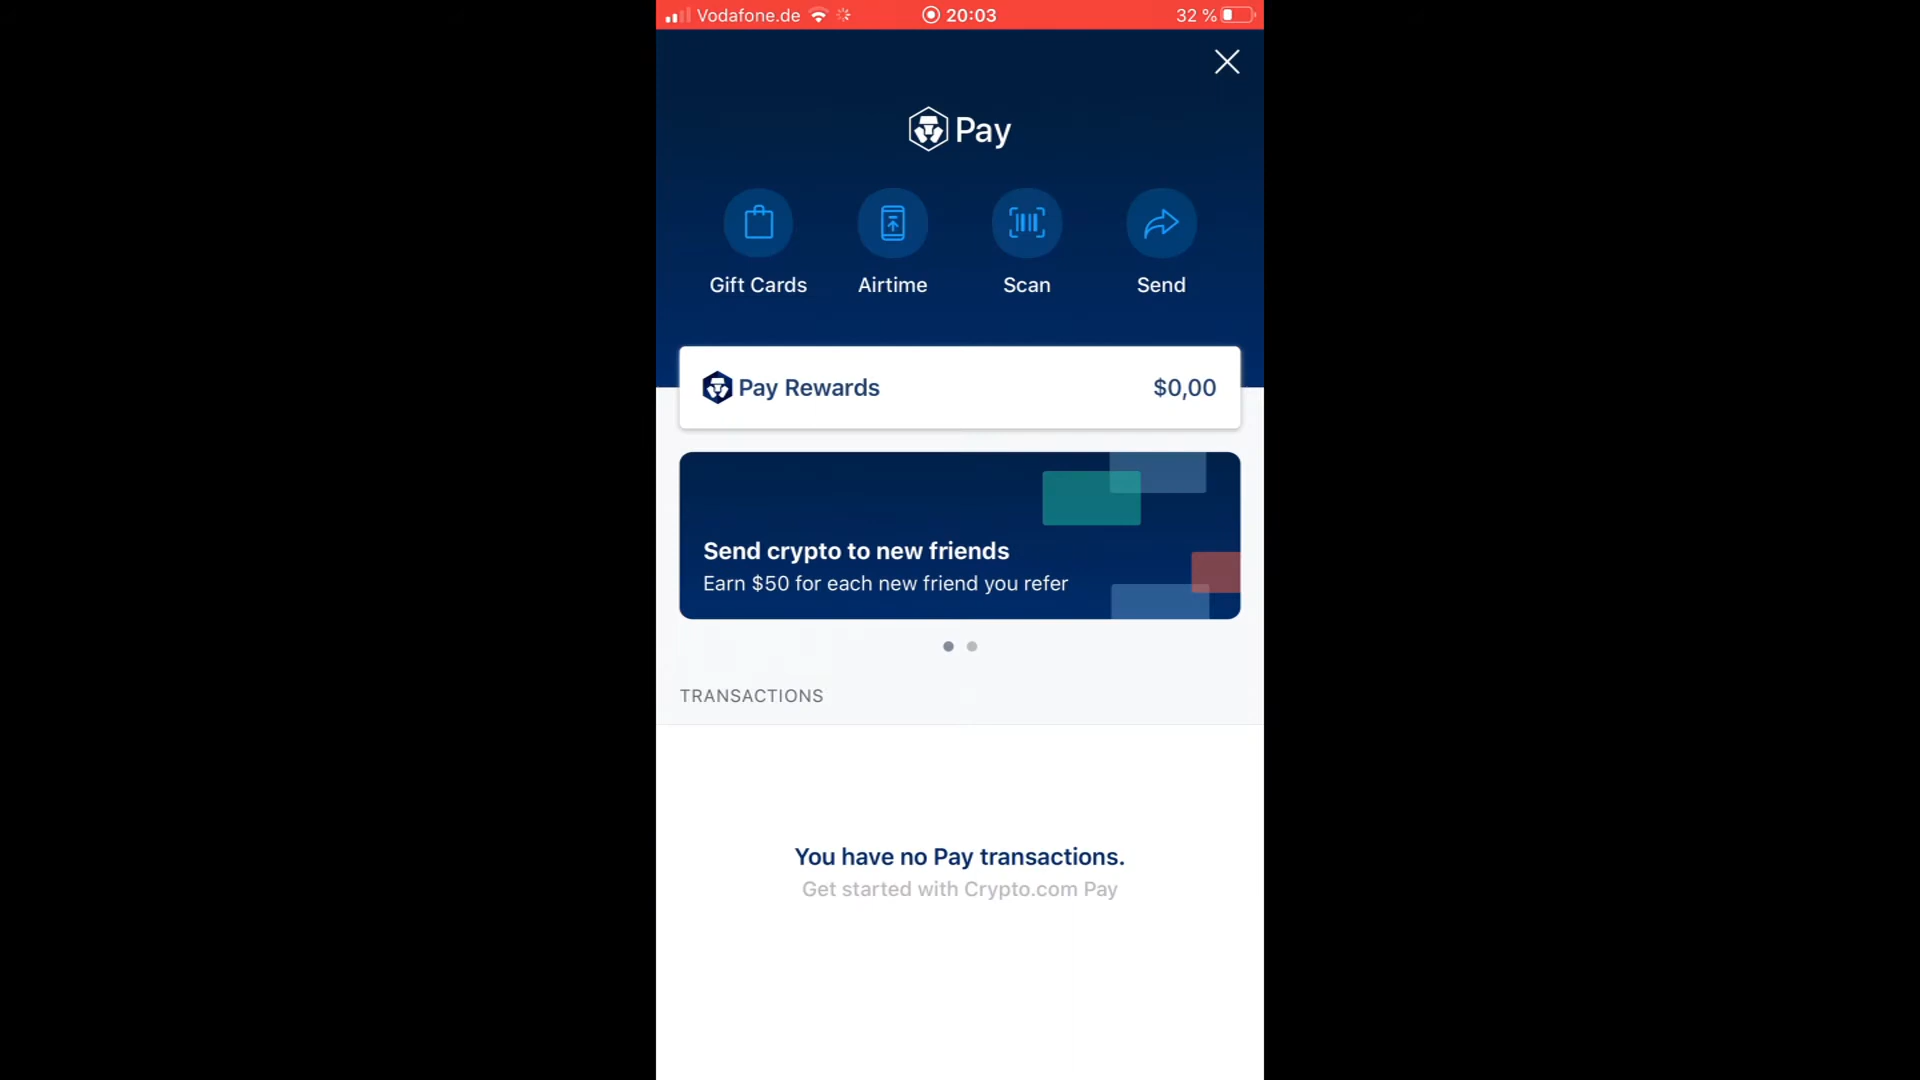 Vodafone.de 20:03 32 %
Pay
Gift Cards Airtime Scan Send
Pay Rewards $0,00
Send crypto to new friends
Earn $50 for each new friend you refer
TRANSACTIONS
You have no Pay transactions.
Get started with Crypto.com Pay